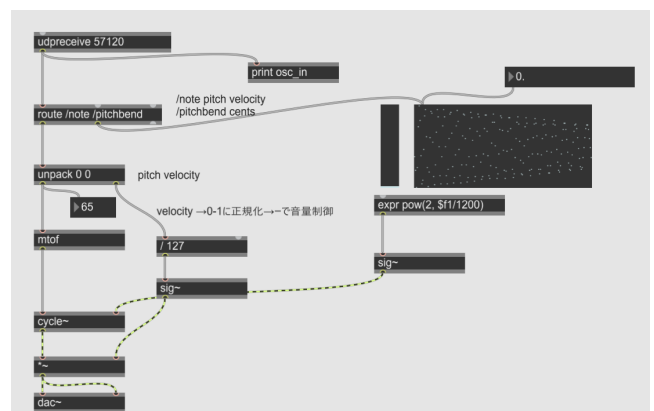 udpreceive 57120
print osc_in
0.
/note pitch velocity
/pitchbend cents
route /note /pitchbend
unpack 0 0
pitch velocity
65
velocity →0-1に正規化→~で音量制御
expr pow(2, $f1/1200)
mtof
/ 127
sig~
sig~
cycle~
*~
dac~